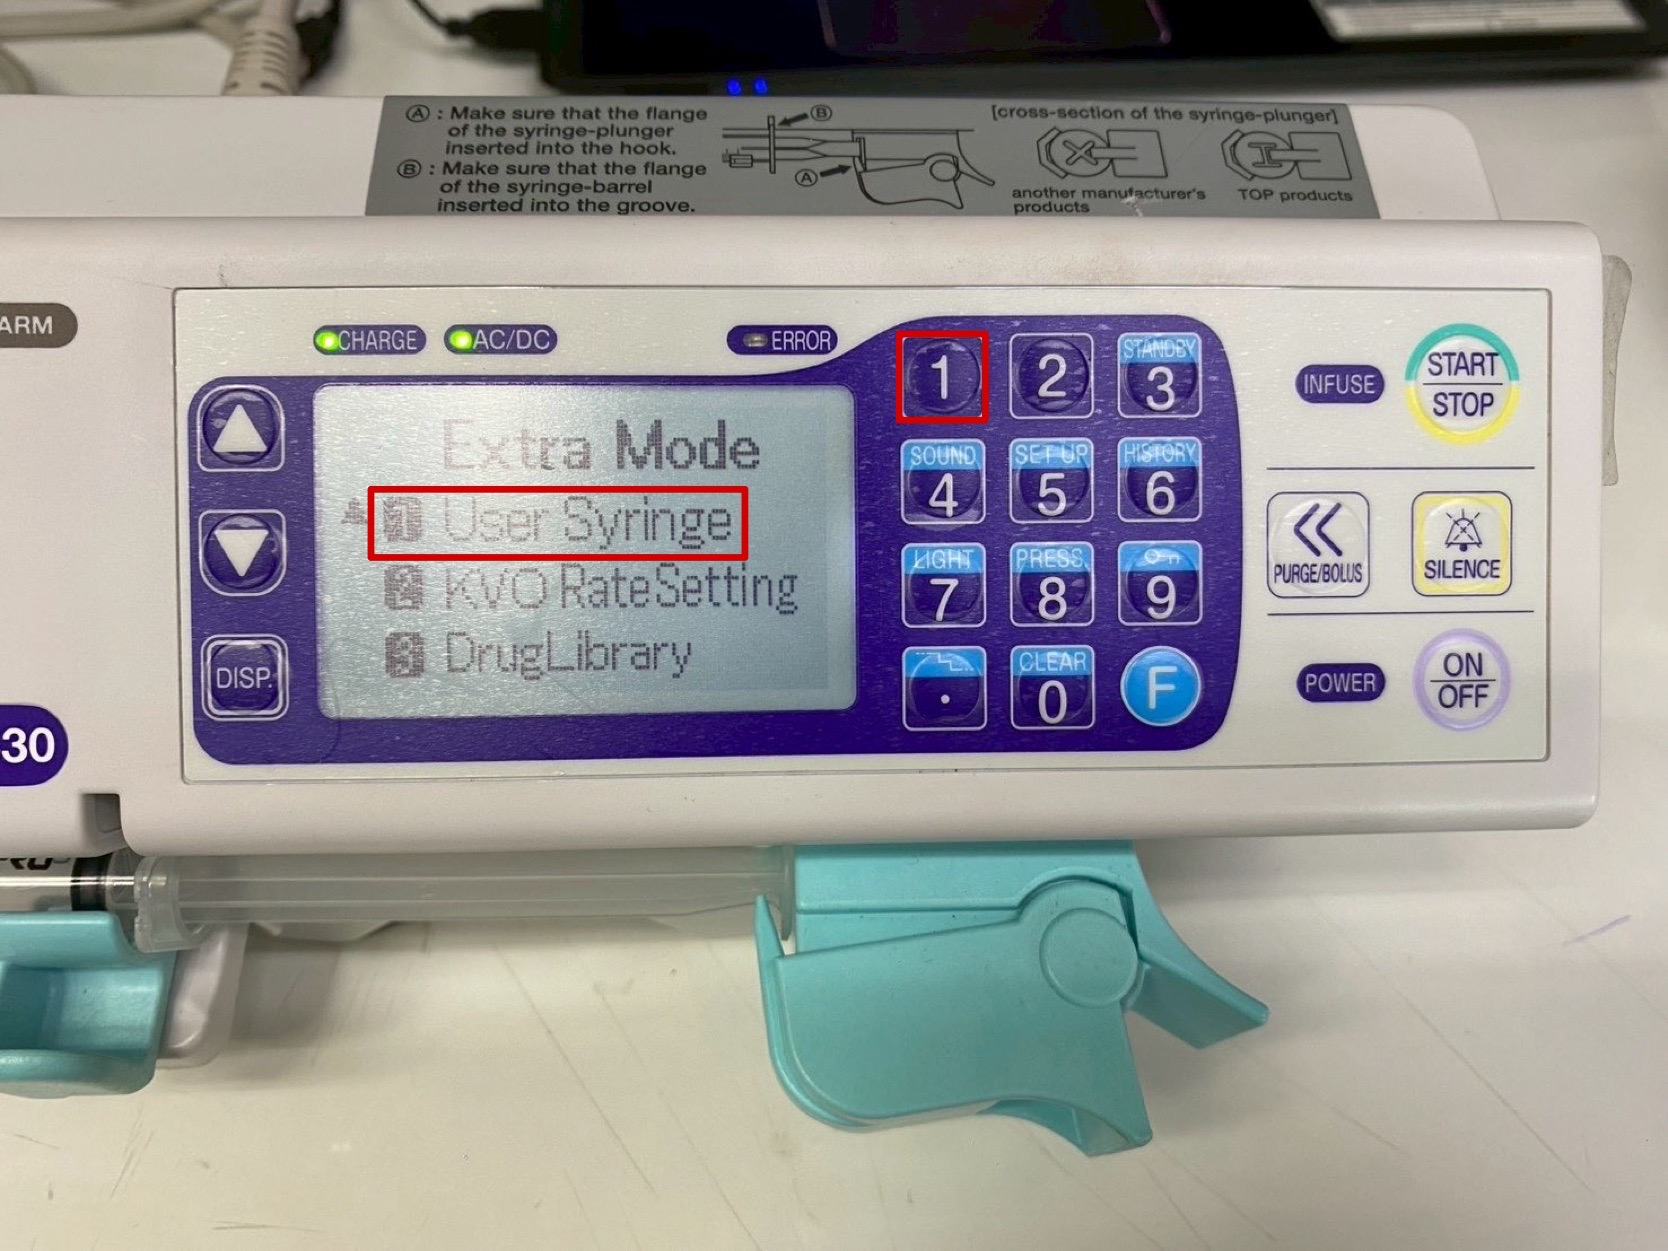 Ⓐ : Make sure that the flange
of the syringe-plunger
inserted into the hook.
Ⓑ : Make sure that the flange
of the syringe-barrel
inserted into the groove.
Ⓑ
Ⓐ
[cross-section of the syringe-plunger]
another manufacturer's
products
TOP products
ARM
CHARGE
AC/DC
ERROR
Extra Mode
1 User Syringe
2 KVO RateSetting
3 DrugLibrary
DISP.
1
2
STANDBY
3
SOUND
4
SET UP
5
HISTORY
6
LIGHT
7
PRESS.
8
9
.
CLEAR
0
F
INFUSE
START
STOP
PURGE/BOLUS
SILENCE
POWER
ON
OFF
30